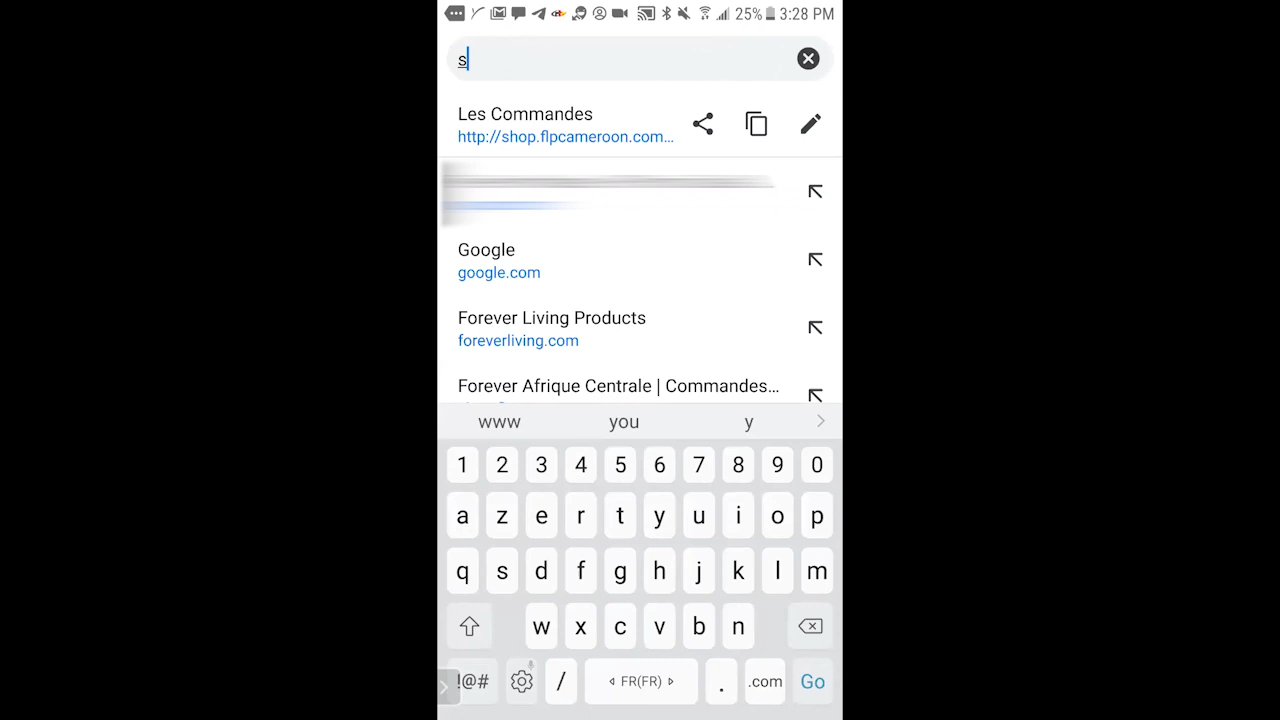 25% 3:28 PM
s
Les Commandes
http://shop.flpcameroon.com...
Google
google.com
Forever Living Products
foreverliving.com
Forever Afrique Centrale | Commandes...
www you y
1 2 3 4 5 6 7 8 9 0
a z e r t y u i o p
q s d f g h j k l m
w x c v b n
!@# / FR(FR) . .com Go